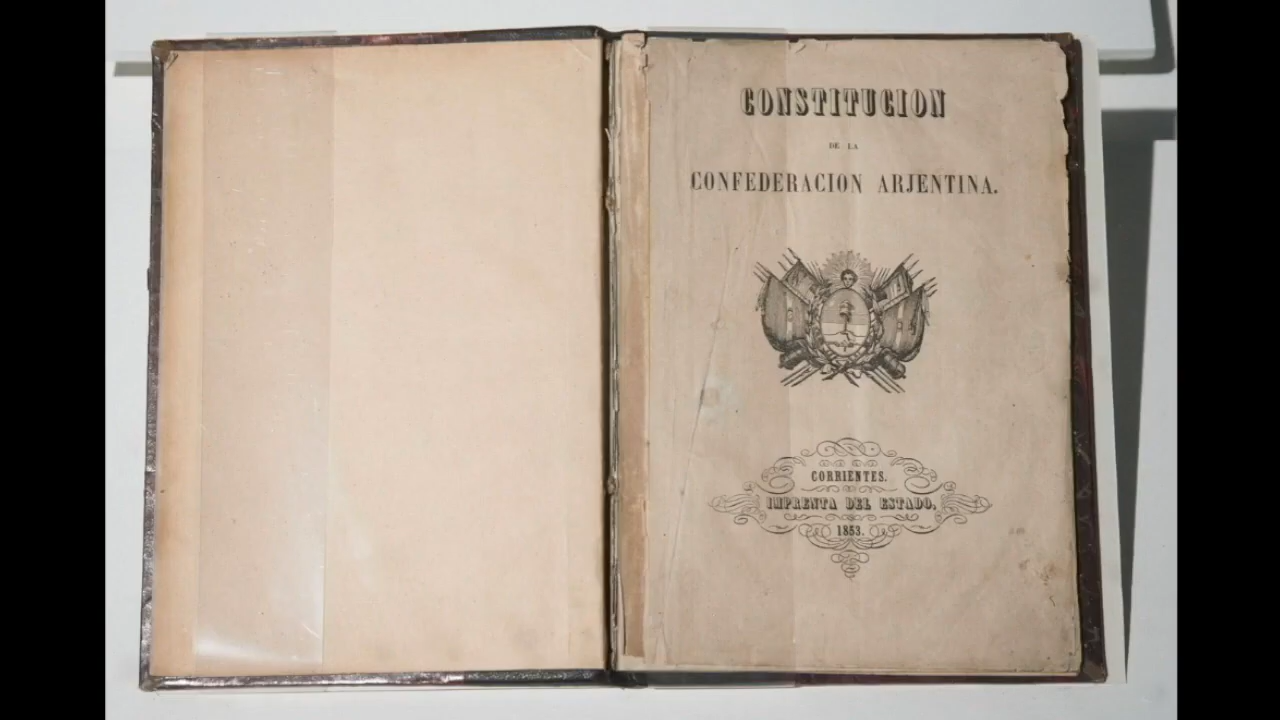 CONSTITUCION
DE LA
CONFEDERACION ARJENTINA.
CORRIENTES.
IMPRENTA DEL ESTADO,
1853.